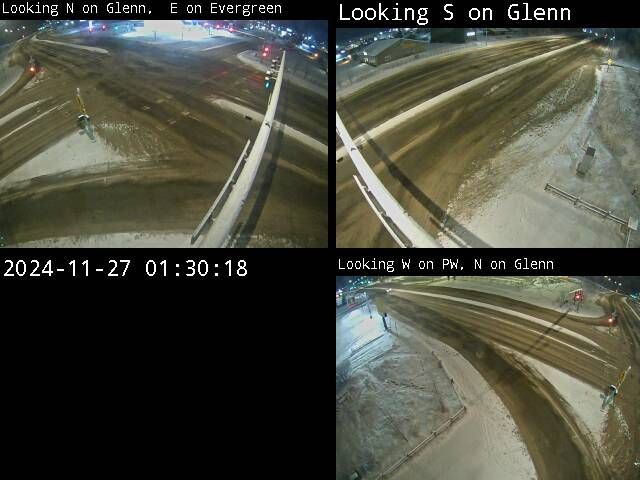 Looking N on Glenn,  E on Evergreen
Looking S on Glenn
2024-11-27 01:30:18
Looking W on PW, N on Glenn